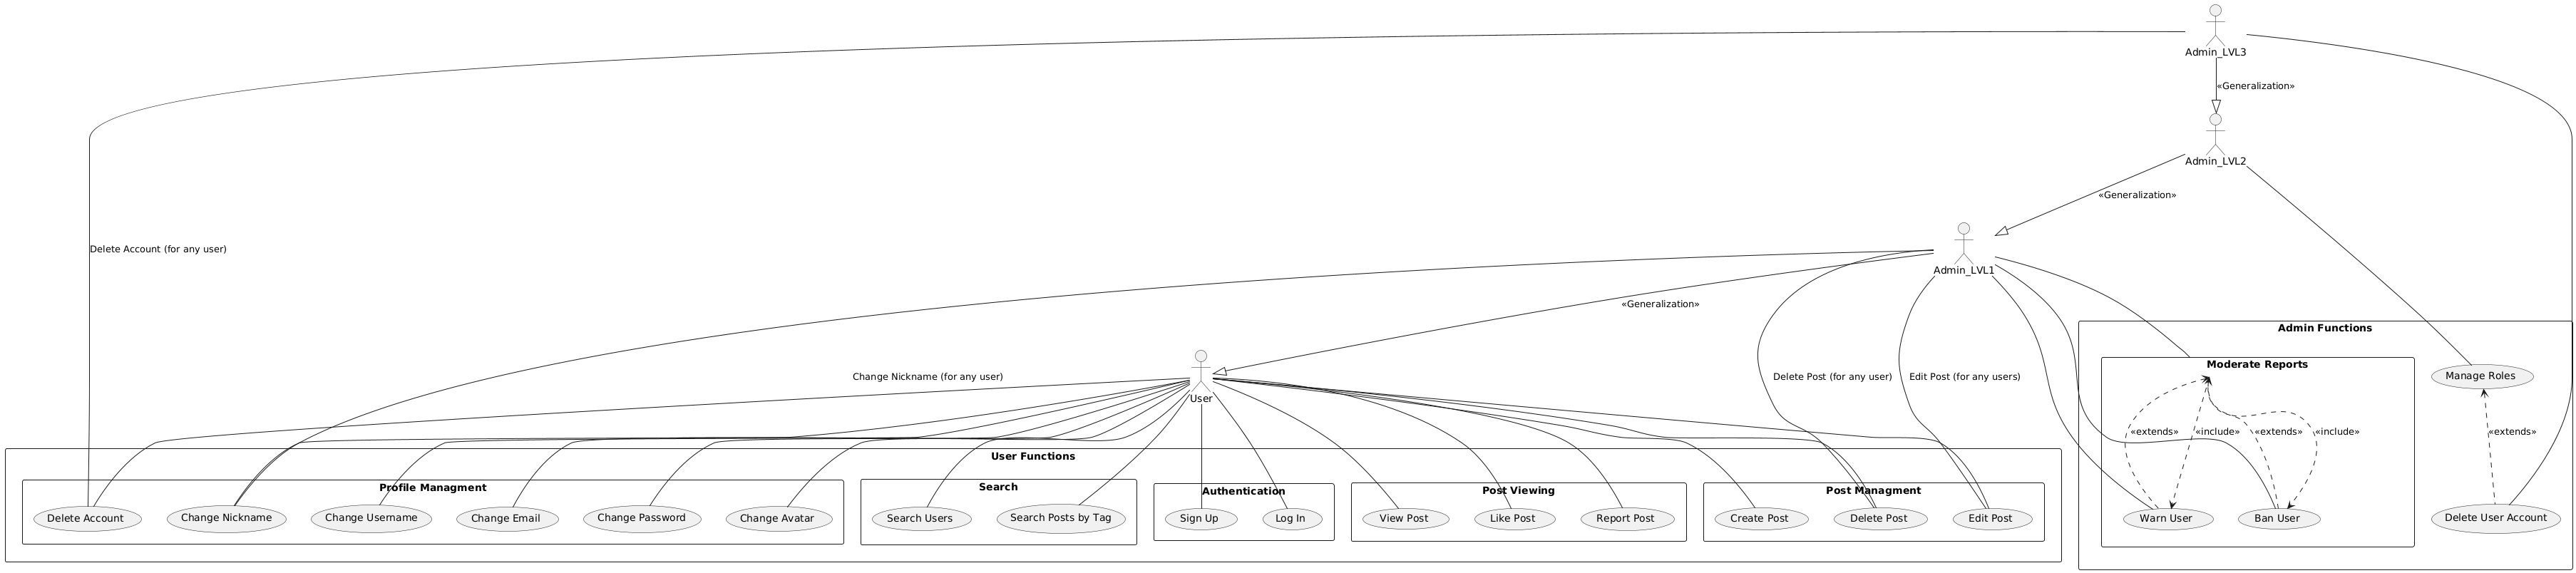 Admin_LVL3
«Generalization»
Admin_LVL2
«Generalization»
Delete Account (for any user)
Admin_LVL1
«Generalization»
Admin Functions
Change Nickname (for any user)
Delete Post (for any user)
Edit Post (for any users)
Moderate Reports
Manage Roles
User
«extends»
«include»
«extends»
«include»
«extends»
User Functions
Profile Managment
Search
Authentication
Post Viewing
Post Managment
Delete Account
Change Nickname
Change Username
Change Email
Change Password
Change Avatar
Search Users
Search Posts by Tag
Sign Up
Log In
View Post
Like Post
Report Post
Create Post
Delete Post
Edit Post
Warn User
Ban User
Delete User Account